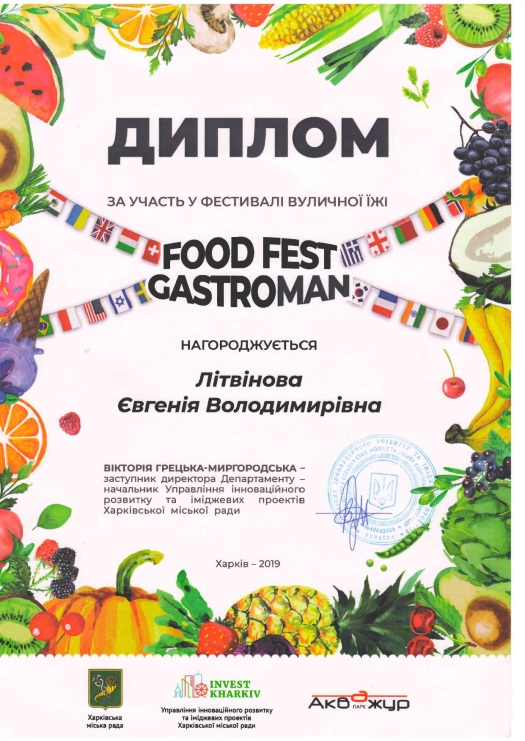 ДИПЛОМ
ЗА УЧАСТЬ У ФЕСТИВАЛІ ВУЛИЧНОЇ ЇЖІ
FOOD FEST
GASTROMAN
НАГОРОДЖУЄТЬСЯ
Літвінова
Євгенія Володимирівна
ВІКТОРІЯ ГРЕЦЬКА-МИРГОРОДСЬКА –
заступник директора Департаменту –
начальник Управління інноваційного
розвитку та іміджевих проектів
Харківської міської ради
Харків – 2019
Харківська
міська рада
INVEST
KHARKIV
Управління інноваційного розвитку
та іміджевих проектів
Харківської міської ради
АКВАЖУР
ПАРК